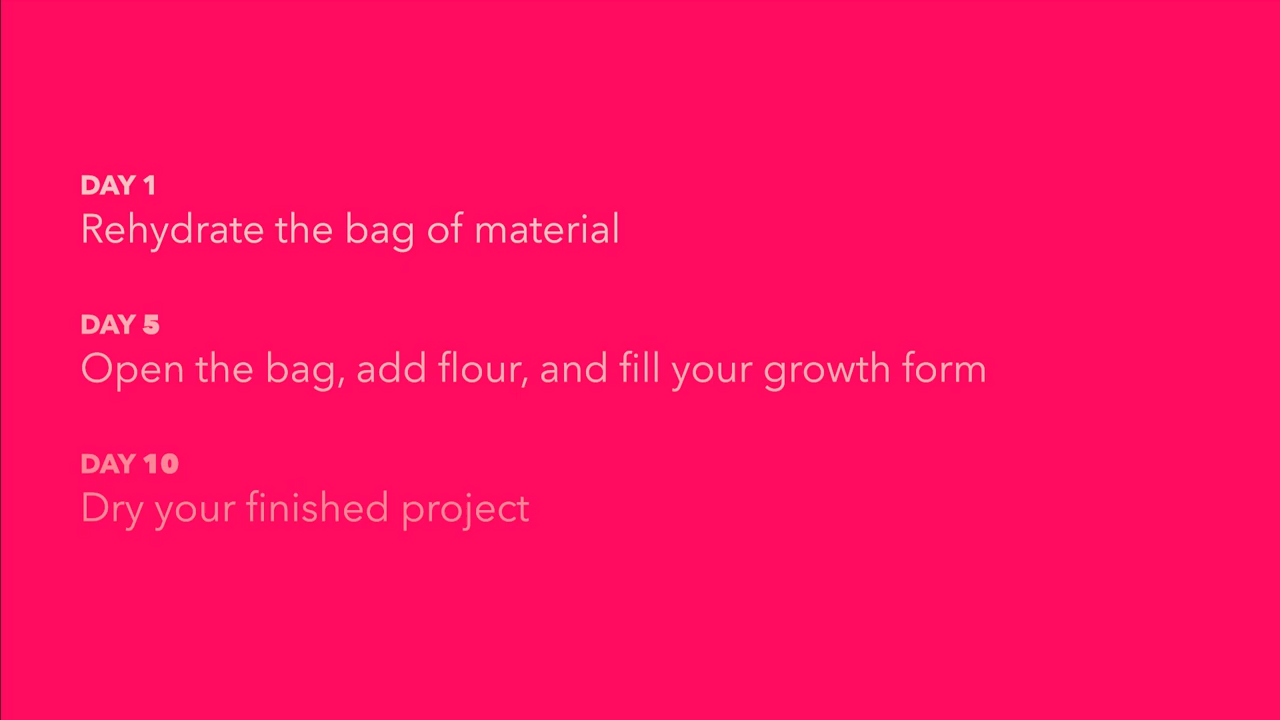 DAY 1
Rehydrate the bag of material
DAY 5
Open the bag, add flour, and fill your growth form
DAY 10
Dry your finished project